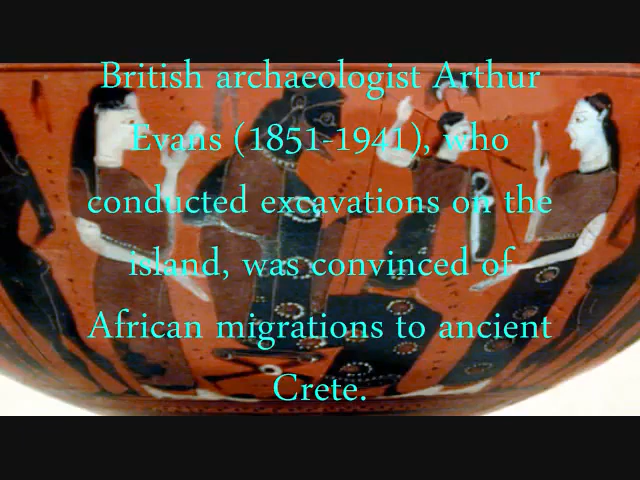 British archaeologist Arthur
Evans (1851-1941), who
conducted excavations on the
island, was convinced of
African migrations to ancient
Crete.